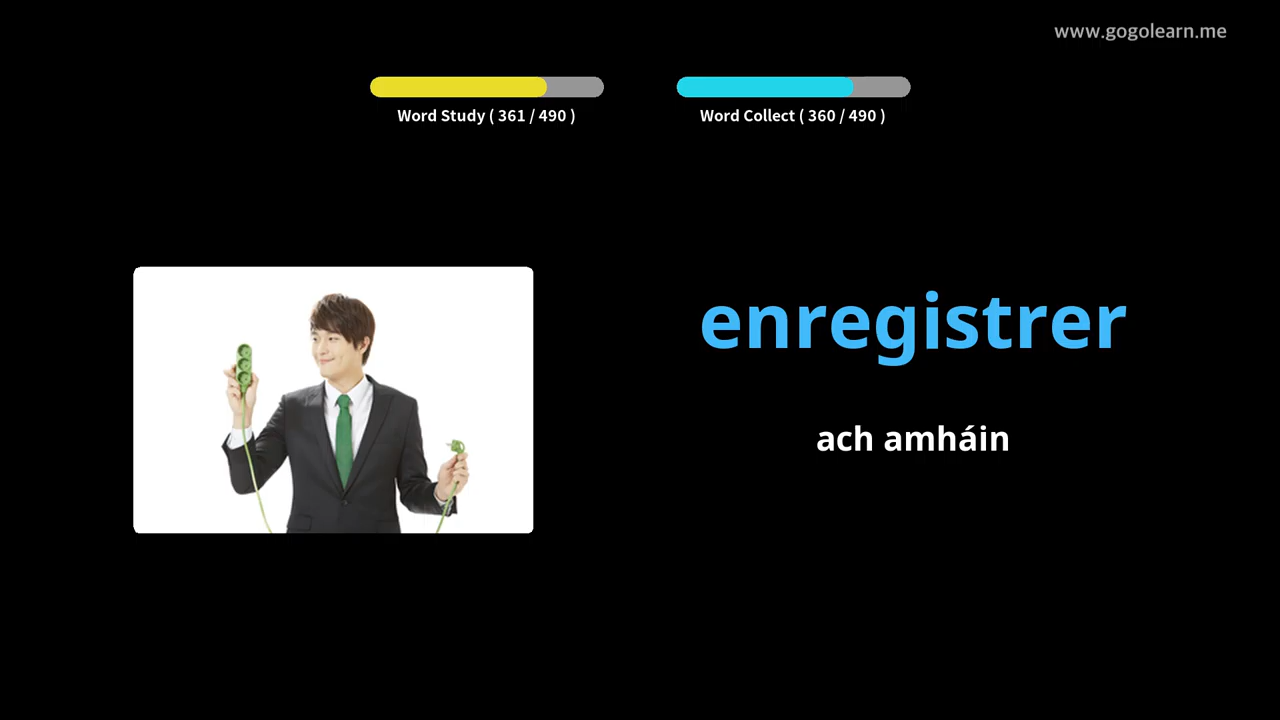 www.gogolearn.me
Word Study ( 361 / 490 )
Word Collect ( 360 / 490 )
enregistrer
ach amháin